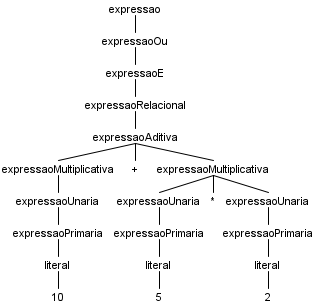 expressao
expressaoOu
expressaoE
expressaoRelacional
expressaoAditiva
expressaoMultiplicativa + expressaoMultiplicativa
expressaoUnaria expressaoUnaria * expressaoUnaria
expressaoPrimaria expressaoPrimaria expressaoPrimaria
literal literal literal
10 5 2